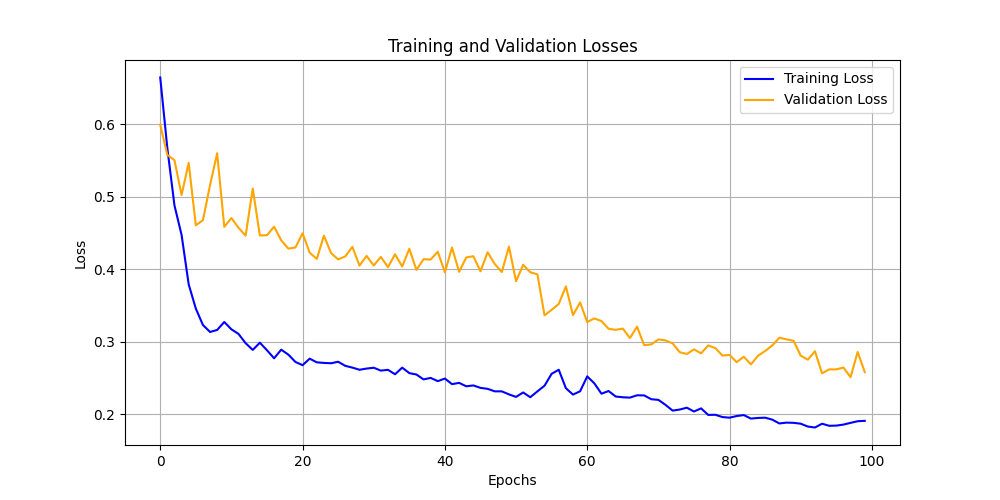 Training and Validation Losses
Training Loss
Validation Loss
Loss
0.6
0.5
0.4
0.3
0.2
0 20 40 60 80 100
Epochs